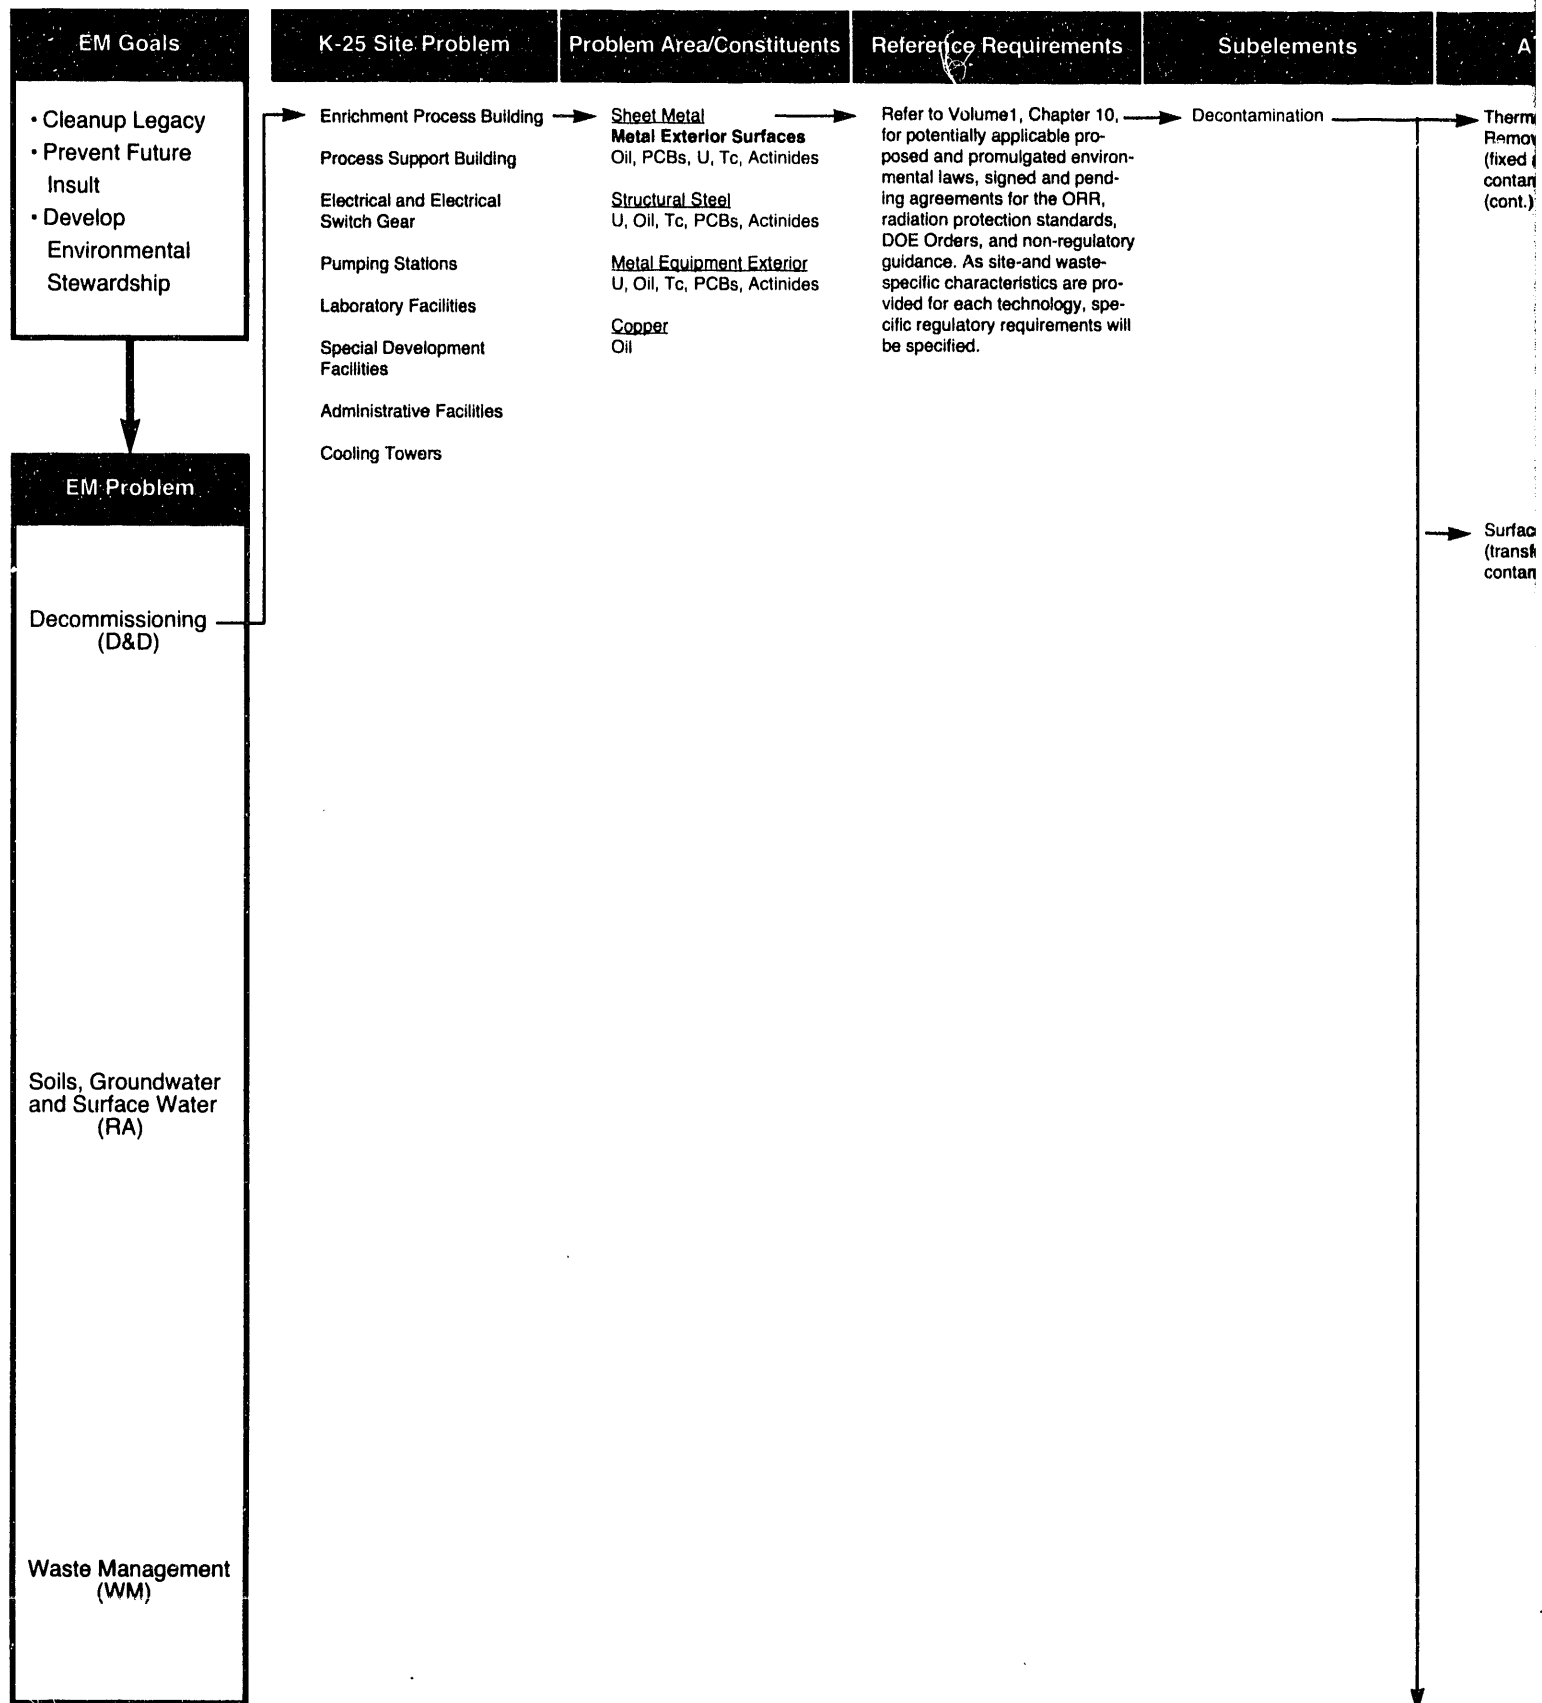 EM Goals
• Cleanup Legacy
• Prevent Future
Insult
• Develop
Environmental
Stewardship
EM Problem
Decommissioning
(D&D)
Soils, Groundwater
and Surface Water
(RA)
Waste Management
(WM)
K-25 Site Problem
Enrichment Process Building
Process Support Building
Electrical and Electrical
Switch Gear
Pumping Stations
Laboratory Facilities
Special Development
Facilities
Administrative Facilities
Cooling Towers
Problem Area/Constituents
Sheet Metal
Metal Exterior Surfaces
Oil, PCBs, U, Tc, Actinides
Structural Steel
U, Oil, Tc, PCBs, Actinides
Metal Equipment Exterior
U, Oil, Tc, PCBs, Actinides
Copper
Oil
Reference Requirements
Refer to Volume1, Chapter 10,
for potentially applicable pro-
posed and promulgated environ-
mental laws, signed and pend-
ing agreements for the ORR,
radiation protection standards,
DOE Orders, and non-regulatory
guidance. As site-and waste-
specific characteristics are pro-
vided for each technology, spe-
cific regulatory requirements will
be specified.
Subelements
Decontamination
A
(fixed
(cont.)